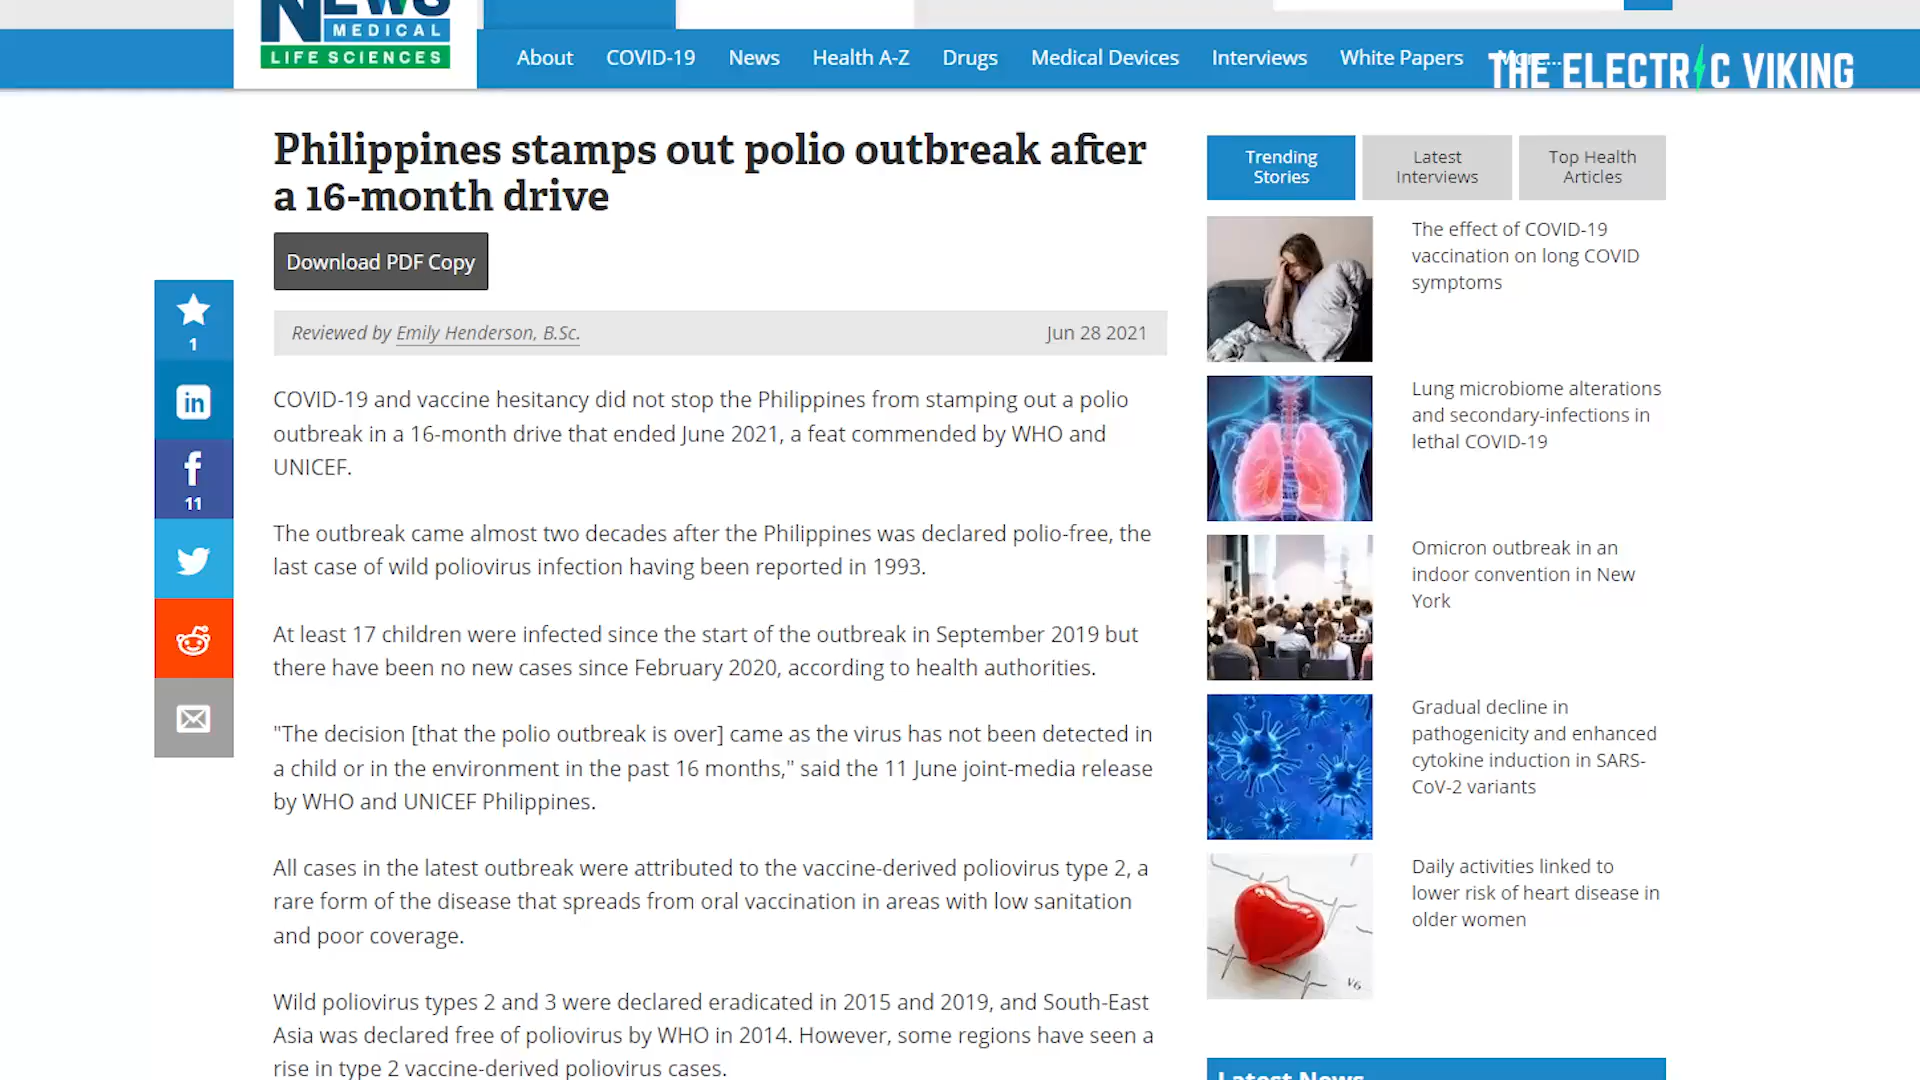 NEWS
MEDICAL
LIFE SCIENCES
About
COVID-19
News
Health A-Z
Drugs
Medical Devices
Interviews
White Papers
THE ELECTRIC VIKING
Philippines stamps out polio outbreak after
a 16-month drive
Download PDF Copy
Reviewed by Emily Henderson, B.Sc.
Jun 28 2021
1
11
COVID-19 and vaccine hesitancy did not stop the Philippines from stamping out a polio
outbreak in a 16-month drive that ended June 2021, a feat commended by WHO and
UNICEF.
The outbreak came almost two decades after the Philippines was declared polio-free, the
last case of wild poliovirus infection having been reported in 1993.
At least 17 children were infected since the start of the outbreak in September 2019 but
there have been no new cases since February 2020, according to health authorities.
"The decision [that the polio outbreak is over] came as the virus has not been detected in
a child or in the environment in the past 16 months," said the 11 June joint-media release
by WHO and UNICEF Philippines.
All cases in the latest outbreak were attributed to the vaccine-derived poliovirus type 2, a
rare form of the disease that spreads from oral vaccination in areas with low sanitation
and poor coverage.
Wild poliovirus types 2 and 3 were declared eradicated in 2015 and 2019, and South-East
Asia was declared free of poliovirus by WHO in 2014. However, some regions have seen a
rise in type 2 vaccine-derived poliovirus cases.
Trending
Stories
Latest
Interviews
Top Health
Articles
The effect of COVID-19
vaccination on long COVID
symptoms
Lung microbiome alterations
and secondary-infections in
lethal COVID-19
Omicron outbreak in an
indoor convention in New
York
Gradual decline in
pathogenicity and enhanced
cytokine induction in SARS-
CoV-2 variants
Daily activities linked to
lower risk of heart disease in
older women
V6
Latest News